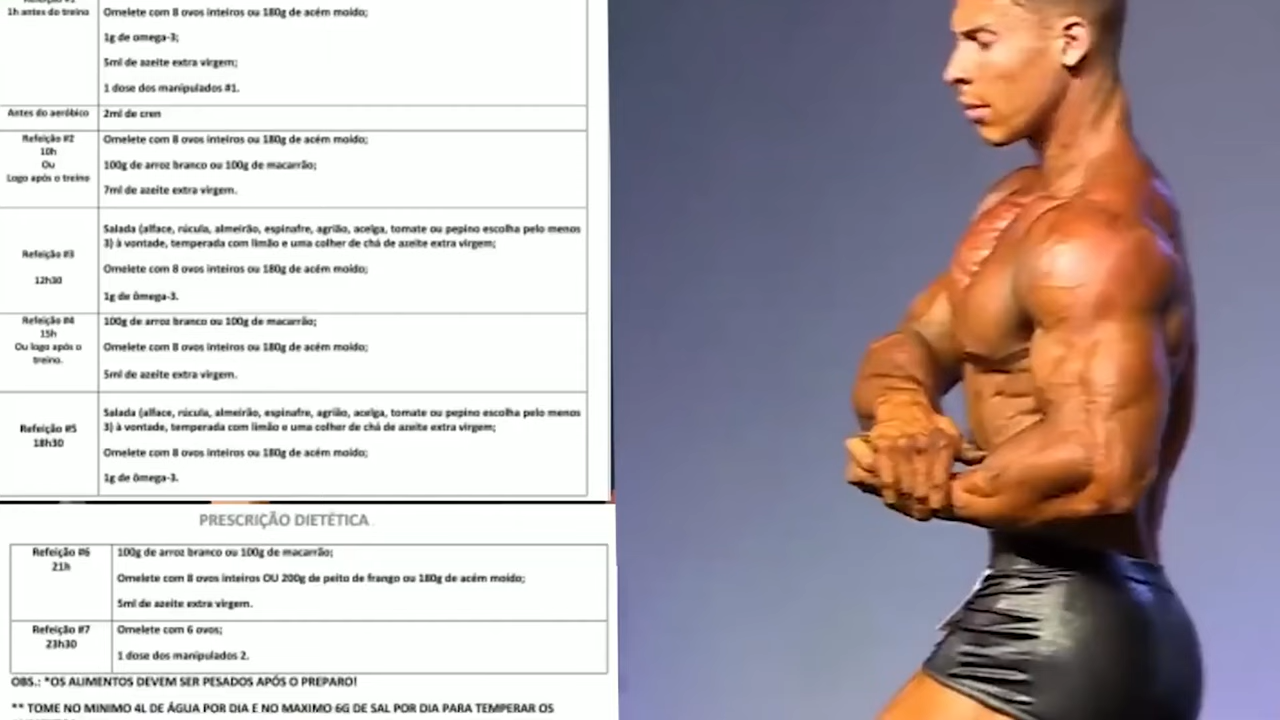 1h antes do treino
Omelete com 8 ovos inteiros ou 180g de acém moído;
1g de omega-3;
5ml de azeite extra virgem;
1 dose dos manipulados #1.
Antes do aeróbico
2ml de cren
Refeição #2
10h
Ou
Logo após o treino
Omelete com 8 ovos inteiros ou 180g de acém moído;
100g de arroz branco ou 100g de macarrão;
7ml de azeite extra virgem.
Refeição #3
12h30
Salada (alface, rúcula, almeirão, espinafre, agrião, acelga, tomate ou pepino escolha pelo menos
3) à vontade, temperada com limão e uma colher de chá de azeite extra virgem;
Omelete com 8 ovos inteiros ou 180g de acém moído;
1g de ômega-3.
Refeição #4
15h
Ou logo após o
treino.
100g de arroz branco ou 100g de macarrão;
Omelete com 8 ovos inteiros ou 180g de acém moído;
5ml de azeite extra virgem.
Refeição #5
18h30
Salada (alface, rúcula, almeirão, espinafre, agrião, acelga, tomate ou pepino escolha pelo menos
3) à vontade, temperada com limão e uma colher de chá de azeite extra virgem;
Omelete com 8 ovos inteiros ou 180g de acém moído;
1g de ômega-3.
PRESCRIÇÃO DIETÉTICA
Refeição #6
21h
100g de arroz branco ou 100g de macarrão;
Omelete com 8 ovos inteiros OU 200g de peito de frango ou 180g de acém moído;
5ml de azeite extra virgem.
Refeição #7
23h30
Omelete com 6 ovos;
1 dose dos manipulados 2.
OBS.: *OS ALIMENTOS DEVEM SER PESADOS APÓS O PREPARO!
** TOME NO MINIMO 4L DE ÁGUA POR DIA E NO MAXIMO 6G DE SAL POR DIA PARA TEMPERAR OS